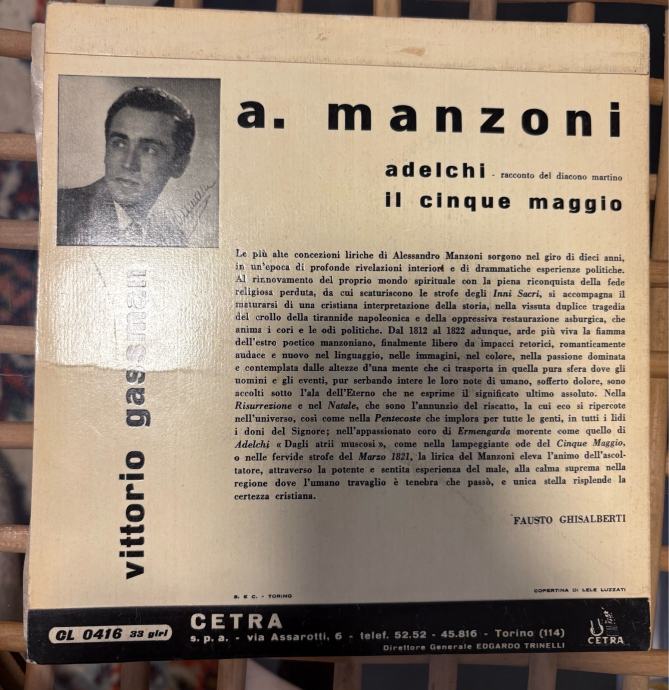 a. manzoni
adelchi - racconto del diacono martino
il cinque maggio
vittorio gassman
Le più alte concezioni liriche di Alessandro Manzoni sorgono nel giro di dieci anni,
in un'epoca di profonde rivelazioni interiori e di drammatiche esperienze politiche.
Al rinnovamento del proprio mondo spirituale con la piena riconquista della fede
religiosa perduta, da cui scaturiscono le strofe degli Inni Sacri, si accompagna il
maturarsi di una cristiana interpretazione della storia, nella vissuta duplice tragedia
del crollo della tirannide napoleonica e della oppressiva restaurazione asburgica, che
anima i cori e le odi politiche. Dal 1812 al 1822 adunque, arde più viva la fiamma
dell'estro poetico manzoniano, finalmente libero da impacci retorici, romanticamente
audace e nuovo nel linguaggio, nelle immagini, nel colore, nella passione dominata
e contemplata dalle altezze d'una mente che ci trasporta in quella pura sfera dove gli
uomini e gli eventi, pur serbando intere le loro note di umano, sofferto dolore, sono
accolti sotto l'ala dell'Eterno che ne esprime il significato ultimo assoluto. Nella
Risurrezione e nel Natale, che sono l'annunzio del riscatto, la cui eco si ripercote
nell'universo, così come nella Pentecoste che implora per tutte le genti, in tutti i lidi
i doni del Signore; nell'appassionato coro di Ermengarda morente come quello di
Adelchi « Dagli atrii muscosi », come nella lampeggiante ode del Cinque Maggio,
o nelle fervide strofe del Marzo 1821, la lirica del Manzoni eleva l'animo dell'ascol-
tatore, attraverso la potente e sentita esperienza del male, alla calma suprema nella
regione dove l'umano travaglio è tenebra che passò, e unica stella risplende la
certezza cristiana.
FAUSTO GHISALBERTI
S. E C. - TORINO
COPERTINA DI LELE LUZZATI
CL 0416 33 giri
CETRA
s.p.a. - via Assarotti, 6 - telef. 52.52 - 45.816 - Torino (114)
Direttore Generale EDGARDO TRINELLI
CETRA